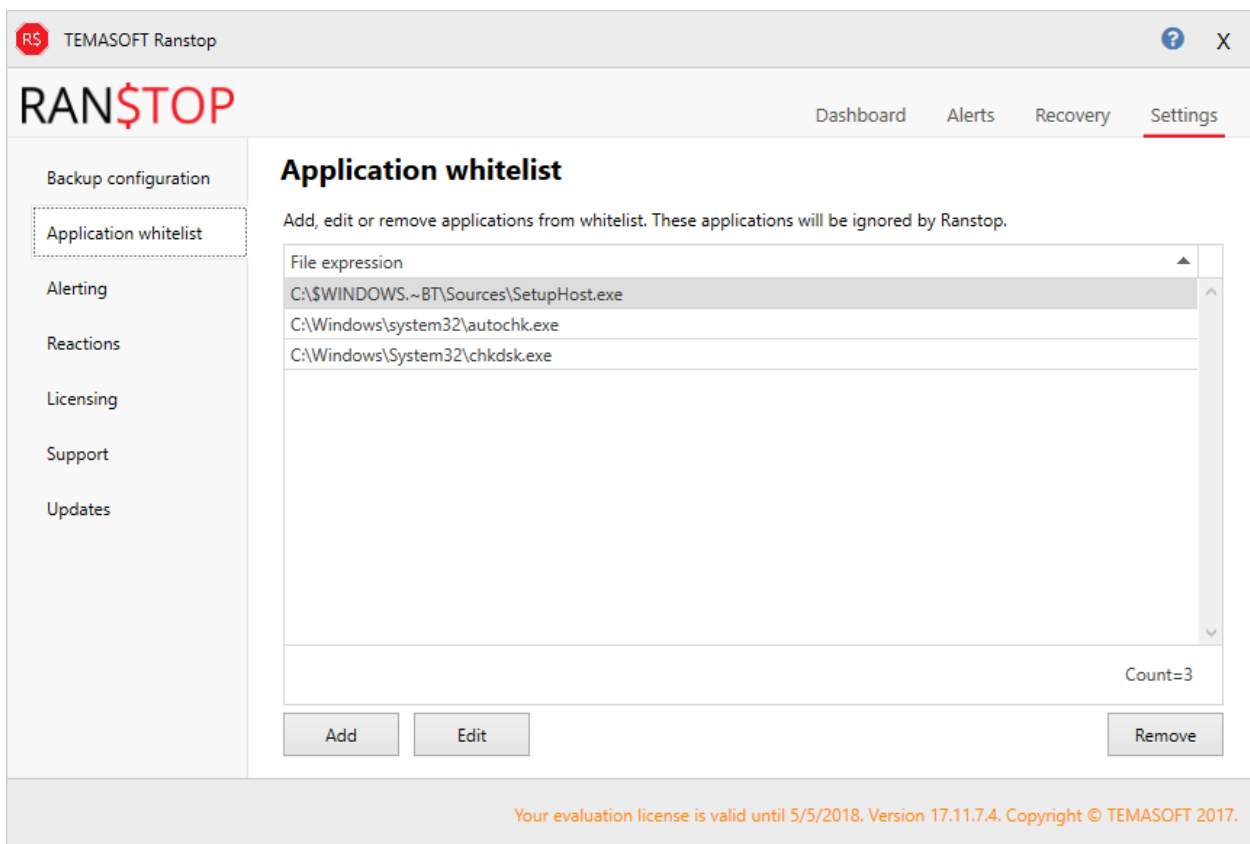 R$ TEMASOFT Ranstop ? X
RAN$TOP
Dashboard Alerts Recovery Settings
Backup configuration
Application whitelist
Alerting
Reactions
Licensing
Support
Updates
Application whitelist
Add, edit or remove applications from whitelist. These applications will be ignored by Ranstop.
File expression
C:\$WINDOWS.~BT\Sources\SetupHost.exe
C:\Windows\system32\autochk.exe
C:\Windows\System32\chkdsk.exe
Count=3
Add Edit Remove
Your evaluation license is valid until 5/5/2018. Version 17.11.7.4. Copyright © TEMASOFT 2017.